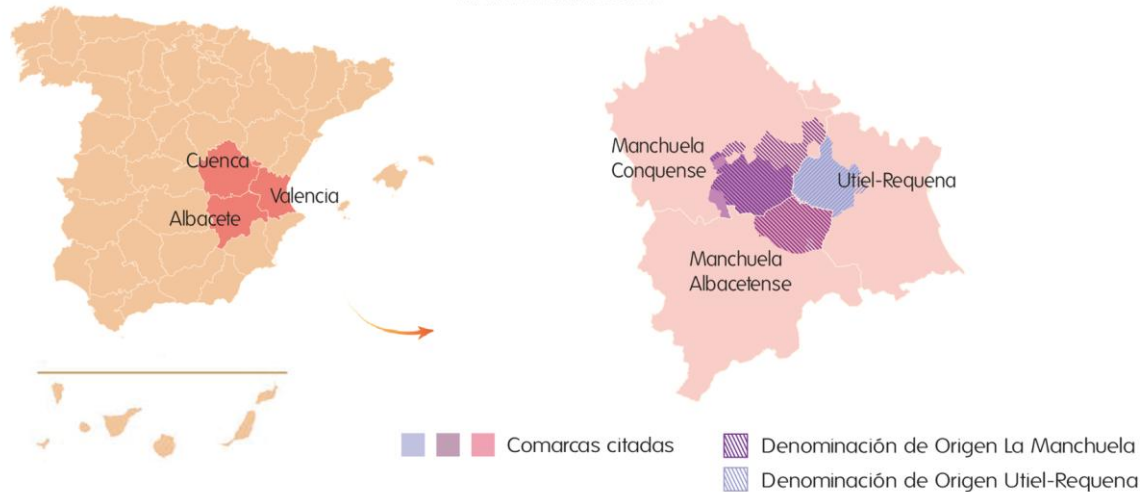 Cuenca
Valencia
Albacete
Manchuela
Conquense
Utiel-Requena
Manchuela
Albacetense
Comarcas citadas
Denominación de Origen La Manchuela
Denominación de Origen Utiel-Requena